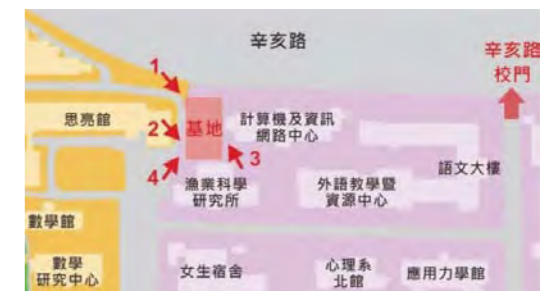 辛亥路
辛亥路
校門
1
思亮館
2
基地
計算機及資訊
網路中心
3
4
漁業科學
研究所
外語教學暨
資源中心
語文大樓
數學館
數學
研究中心
女生宿舍
心理系
北館
應用力學館